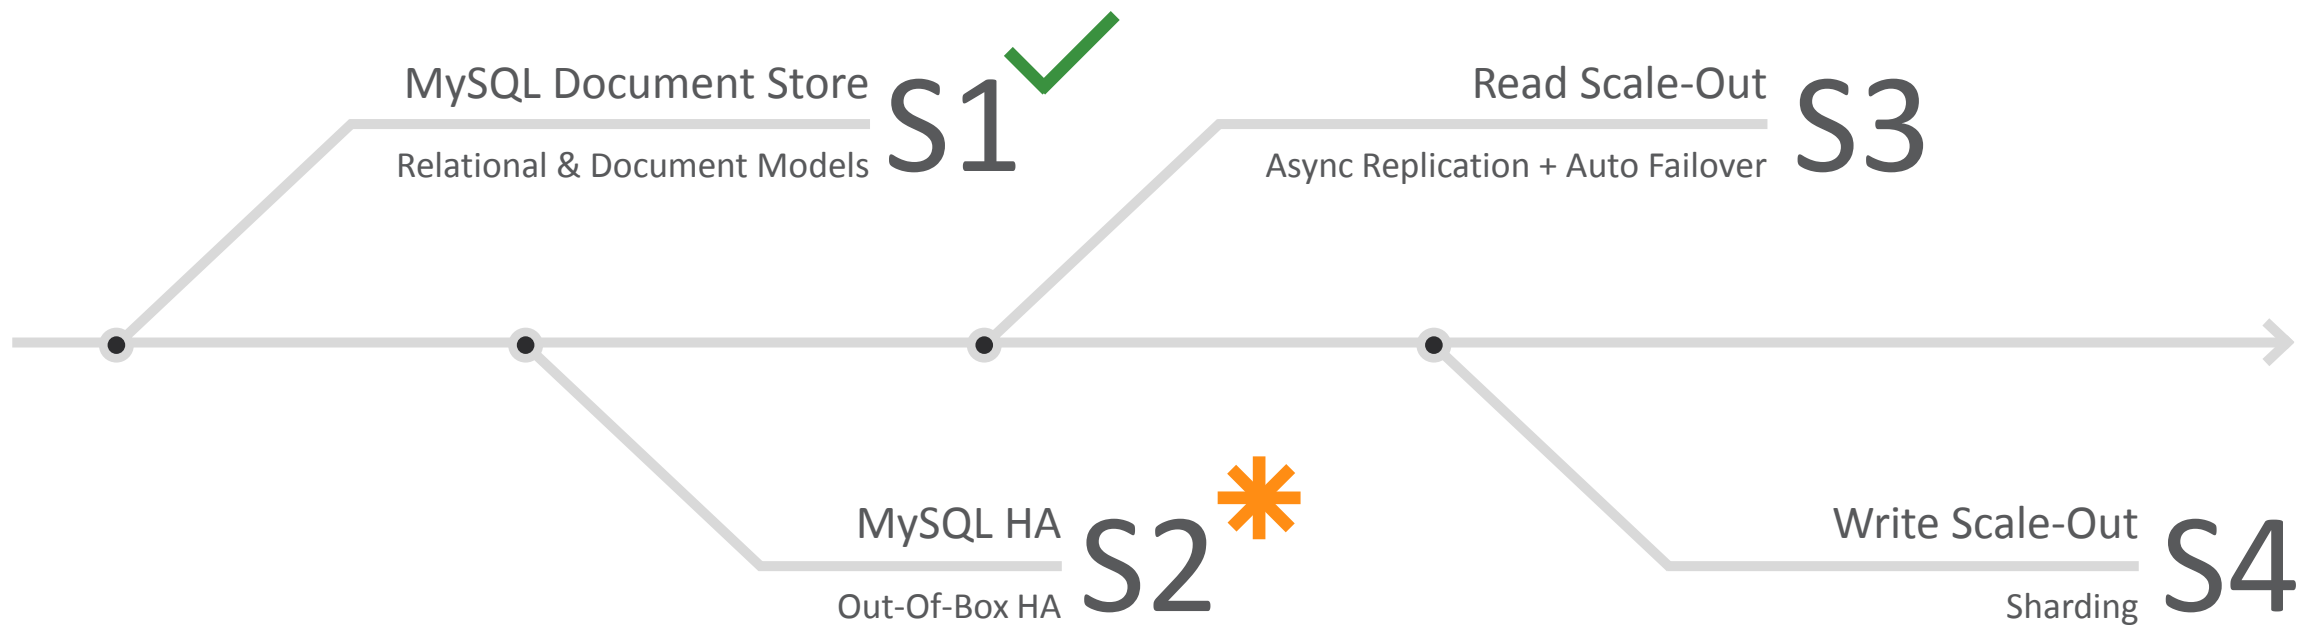 MySQL Document Store
Relational & Document Models
S1
Read Scale-Out
Async Replication + Auto Failover
S3
MySQL HA
Out-Of-Box HA
S2
Write Scale-Out
Sharding
S4